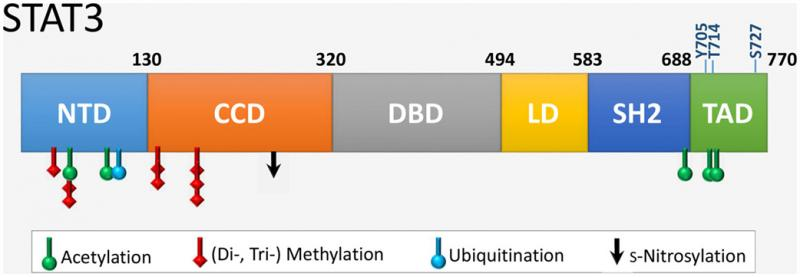 STAT3
Y705
T714
S727
130 320 494 583 688 770
NTD CCD DBD LD SH2 TAD
Acetylation (Di-, Tri-) Methylation Ubiquitination s-Nitrosylation